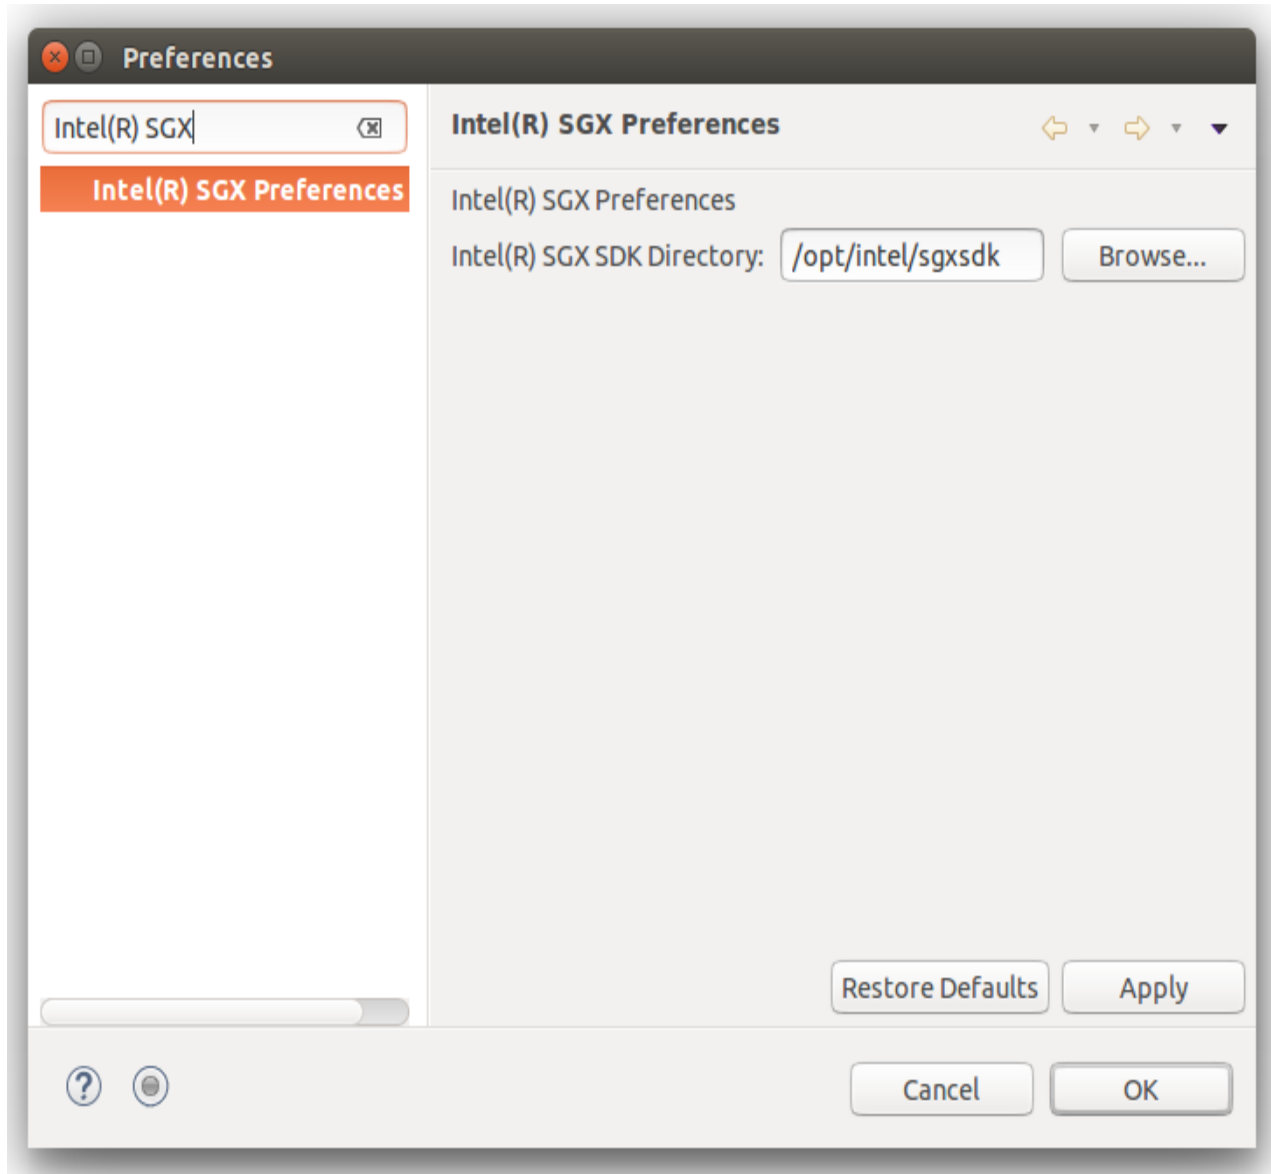 Preferences
Intel(R) SGX
Intel(R) SGX Preferences
Intel(R) SGX Preferences
Intel(R) SGX Preferences
Intel(R) SGX SDK Directory: /opt/intel/sgxsdk Browse...
Restore Defaults Apply
? Cancel OK